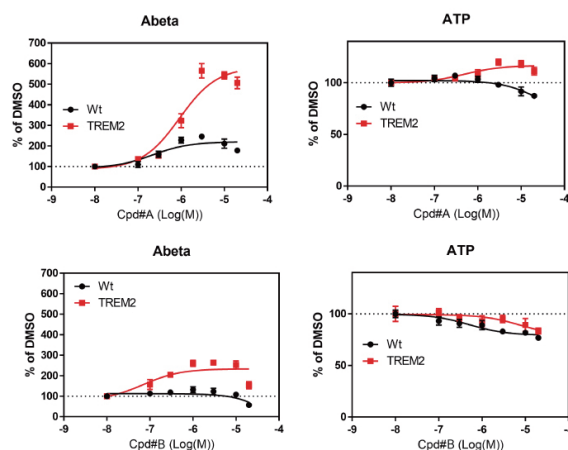 Abeta
700
600
500
400
300
200
100
0
% of DMSO
Wt
TREM2
-9 -8 -7 -6 -5 -4
Cpd#A (Log(M))
ATP
150
100
50
0
% of DMSO
Wt
TREM2
-9 -8 -7 -6 -5 -4
Cpd#A (Log(M))
Abeta
700
600
500
400
300
200
100
0
% of DMSO
Wt
TREM2
-9 -8 -7 -6 -5 -4
Cpd#B (Log(M))
ATP
150
100
50
0
% of DMSO
Wt
TREM2
-9 -8 -7 -6 -5 -4
Cpd#B (Log(M))